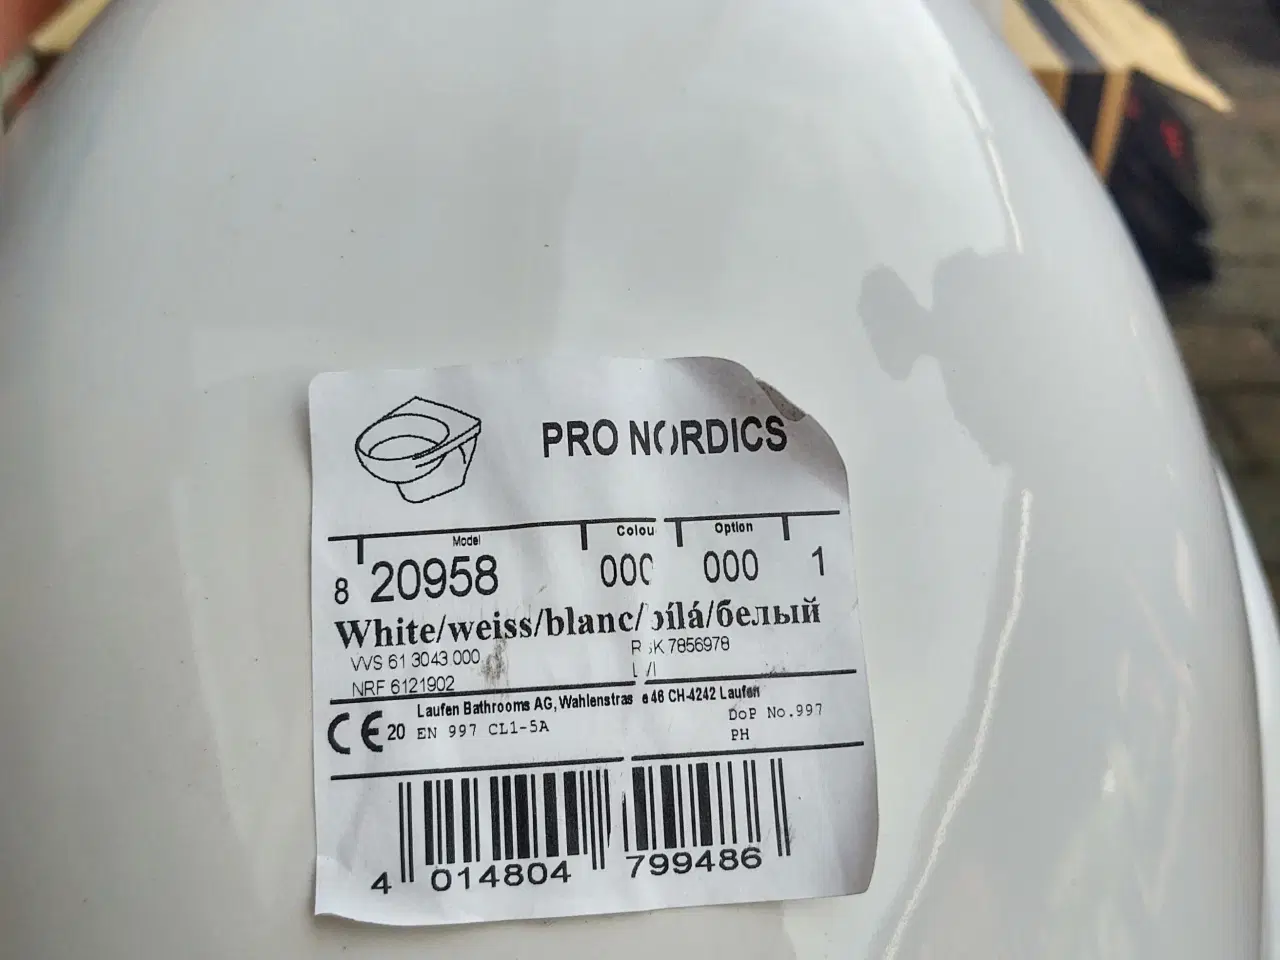 PRO NORDICS
Model Colou Option
8 20958 000 000 1
White/weiss/blanc/bílá/белый
VVS 61 3043 000 RSK 7856978
NRF 6121902
Laufen Bathrooms AG, Wahlenstrasse 46 CH-4242 Laufen
CE 20 EN 997 CL1-5A DoP No.997
PH
4 014804 799486